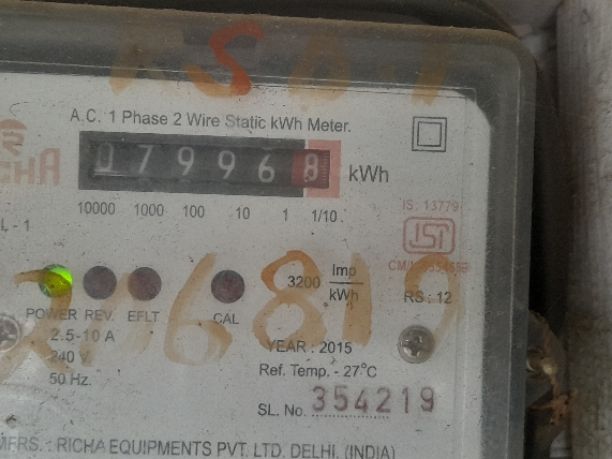 A.C. 1 Phase 2 Wire Static kWh Meter.
079968 kWh
10000 1000 100 10 1 1/10
IS : 13779
ISI
RS : 12
3200 Imp/kWh
POWER REV. EFLT CAL
2.5-10 A
240 V
50 Hz.
206819
YEAR : 2015
Ref. Temp. - 27°C
SL. No. 354219
MFRS. : RICHA EQUIPMENTS PVT. LTD. DELHI. (INDIA)